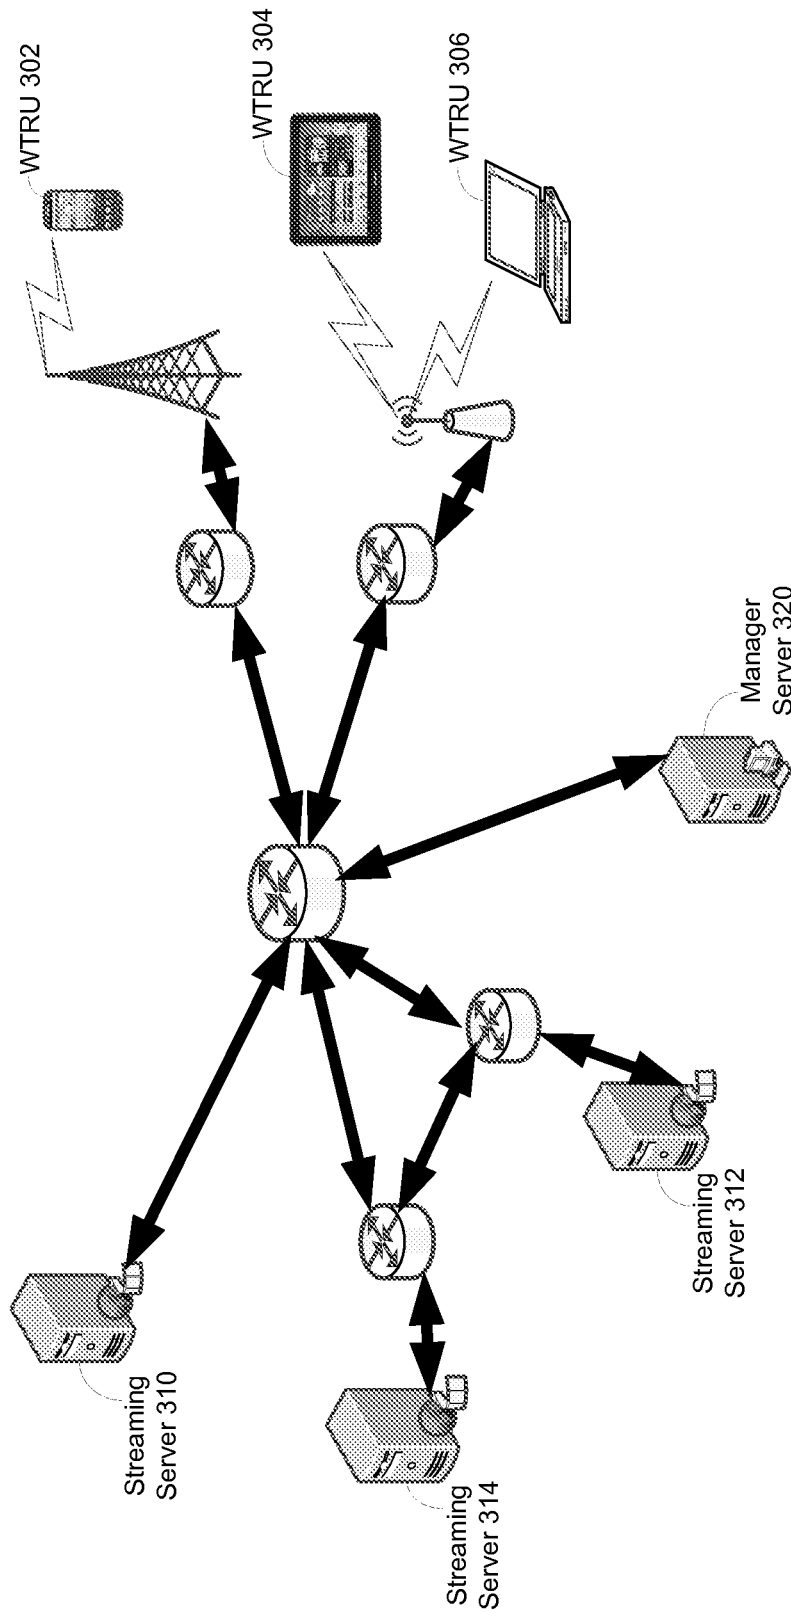 WTRU 302
WTRU 304
WTRU 306
Manager
Server 320
Streaming
Server 310
Streaming
Server 312
Streaming
Server 314